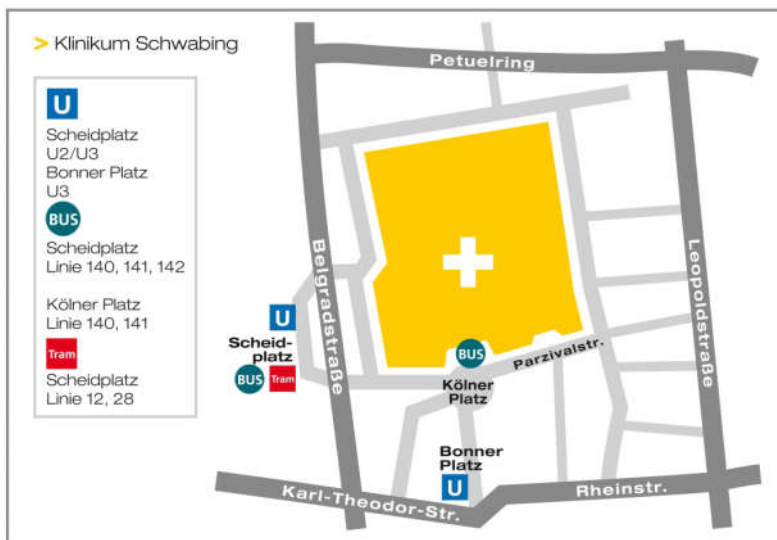 > Klinikum Schwabing
U
Scheidplatz
U2/U3
Bonner Platz
U3
BUS
Scheidplatz
Linie 140, 141, 142
Kölner Platz
Linie 140, 141
Tram
Scheidplatz
Linie 12, 28
Petuelring
Belgradstraße
Leopoldstraße
U
Scheid-
platz
BUS Tram
BUS
Kölner
Platz
Parzivalstr.
Bonner
Platz
U
Karl-Theodor-Str.
Rheinstr.